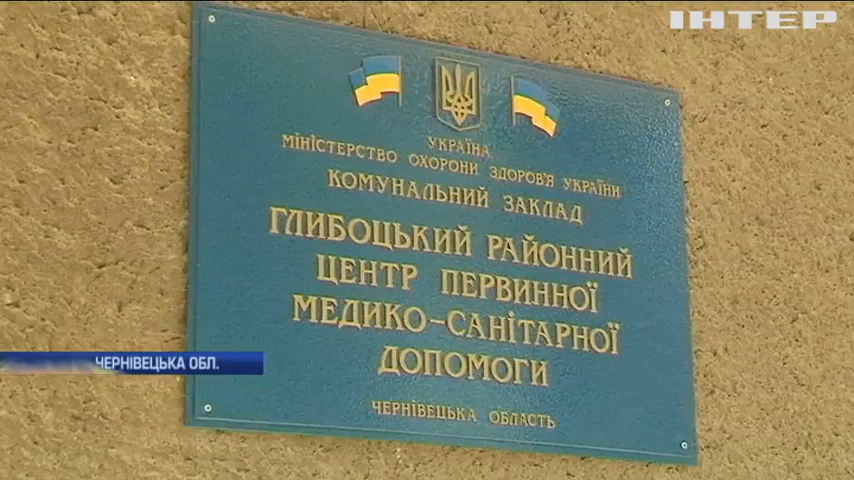 ІНТЕР
УКРАЇНА
МІНІСТЕРСТВО ОХОРОНИ ЗДОРОВ'Я УКРАЇНИ
КОМУНАЛЬНИЙ ЗАКЛАД
ГЛИБОЦЬКИЙ РАЙОННИЙ
ЦЕНТР ПЕРВИННОЇ
МЕДИКО-САНІТАРНОЇ
ДОПОМОГИ
ЧЕРНІВЕЦЬКА ОБЛАСТЬ
ЧЕРНІВЕЦЬКА ОБЛ.